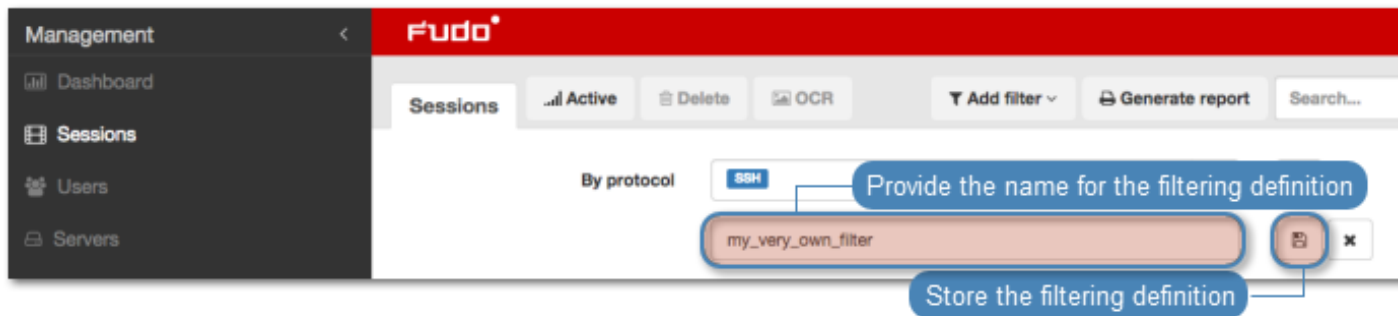 Management
FUDO
Dashboard
Sessions Active Delete OCR Add filter Generate report Search...
Sessions
By protocol SSH Provide the name for the filtering definition
Users
my_very_own_filter
Servers
Store the filtering definition